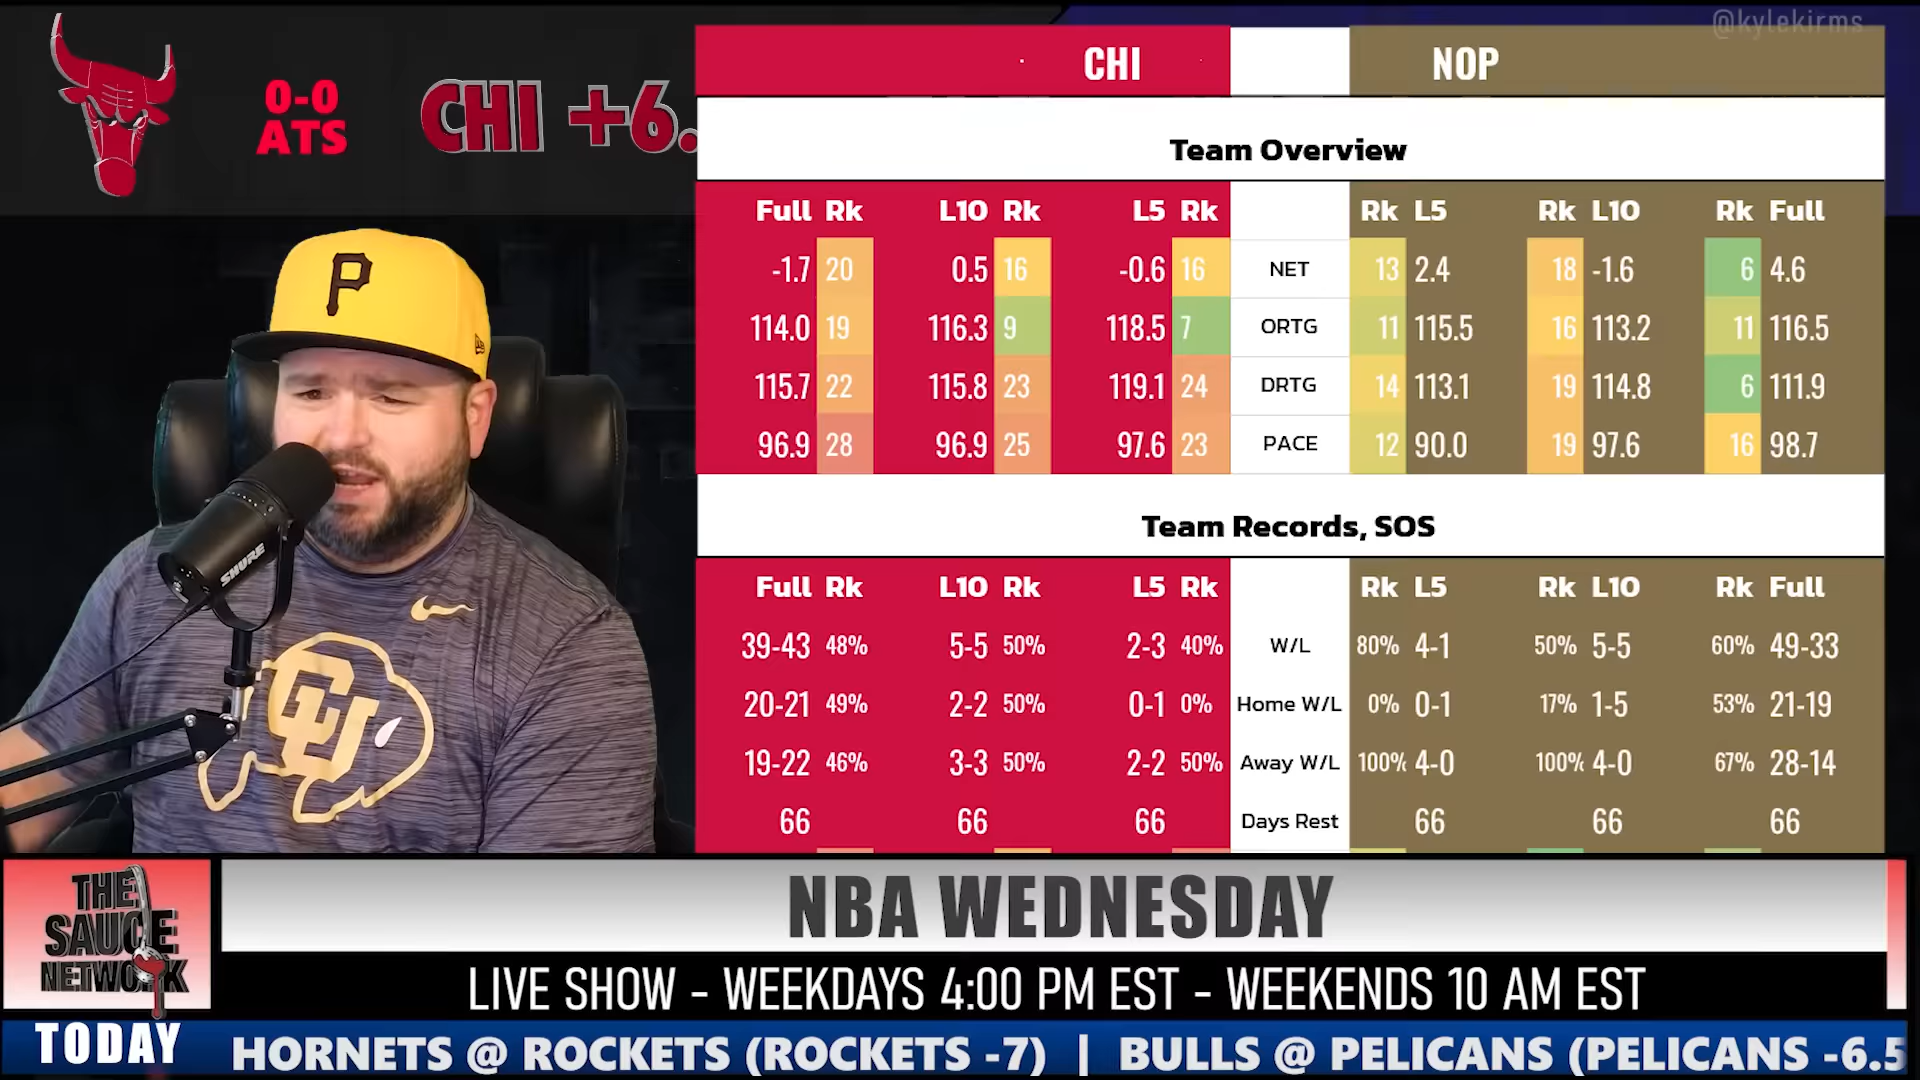 @kylekirms
0-0
ATS
CHI +6.
CHI NOP
Team Overview
Full Rk L10 Rk L5 Rk Rk L5 Rk L10 Rk Full
-1.7 20 0.5 16 -0.6 16 NET 13 2.4 18 -1.6 6 4.6
114.0 19 116.3 9 118.5 7 ORTG 11 115.5 16 113.2 11 116.5
115.7 22 115.8 23 119.1 24 DRTG 14 113.1 19 114.8 6 111.9
96.9 28 96.9 25 97.6 23 PACE 12 90.0 19 97.6 16 98.7
Team Records, SOS
Full Rk L10 Rk L5 Rk Rk L5 Rk L10 Rk Full
39-43 48% 5-5 50% 2-3 40% W/L 80% 4-1 50% 5-5 60% 49-33
20-21 49% 2-2 50% 0-1 0% Home W/L 0% 0-1 17% 1-5 53% 21-19
19-22 46% 3-3 50% 2-2 50% Away W/L 100% 4-0 100% 4-0 67% 28-14
66 66 66 Days Rest 66 66 66
P
SHURE
CU
THE
SAUCE
NETWORK
NBA WEDNESDAY
LIVE SHOW - WEEKDAYS 4:00 PM EST - WEEKENDS 10 AM EST
TODAY HORNETS @ ROCKETS (ROCKETS -7) | BULLS @ PELICANS (PELICANS -6.5